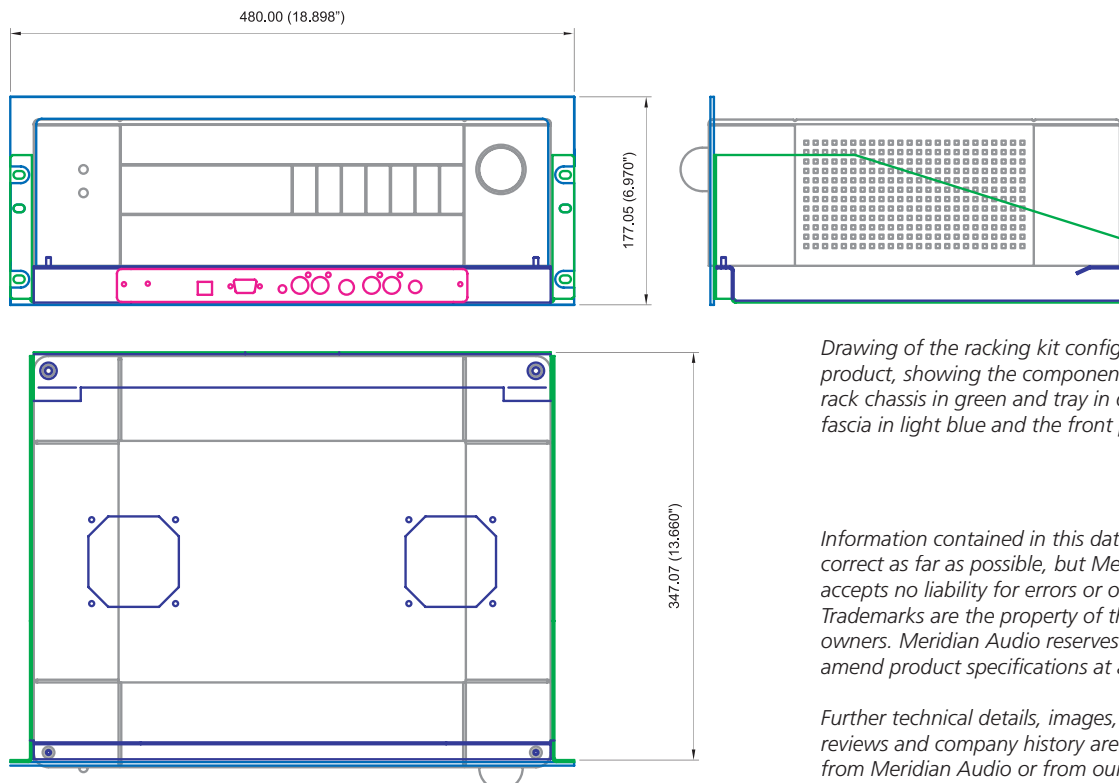 480.00 (18.898")
177.05 (6.970")
347.07 (13.660")
Drawing of the racking kit config
product, showing the componen
rack chassis in green and tray in
fascia in light blue and the front
Information contained in this dat
correct as far as possible, but Me
accepts no liability for errors or o
Trademarks are the property of th
owners. Meridian Audio reserves
amend product specifications at a
Further technical details, images,
reviews and company history are
from Meridian Audio or from our